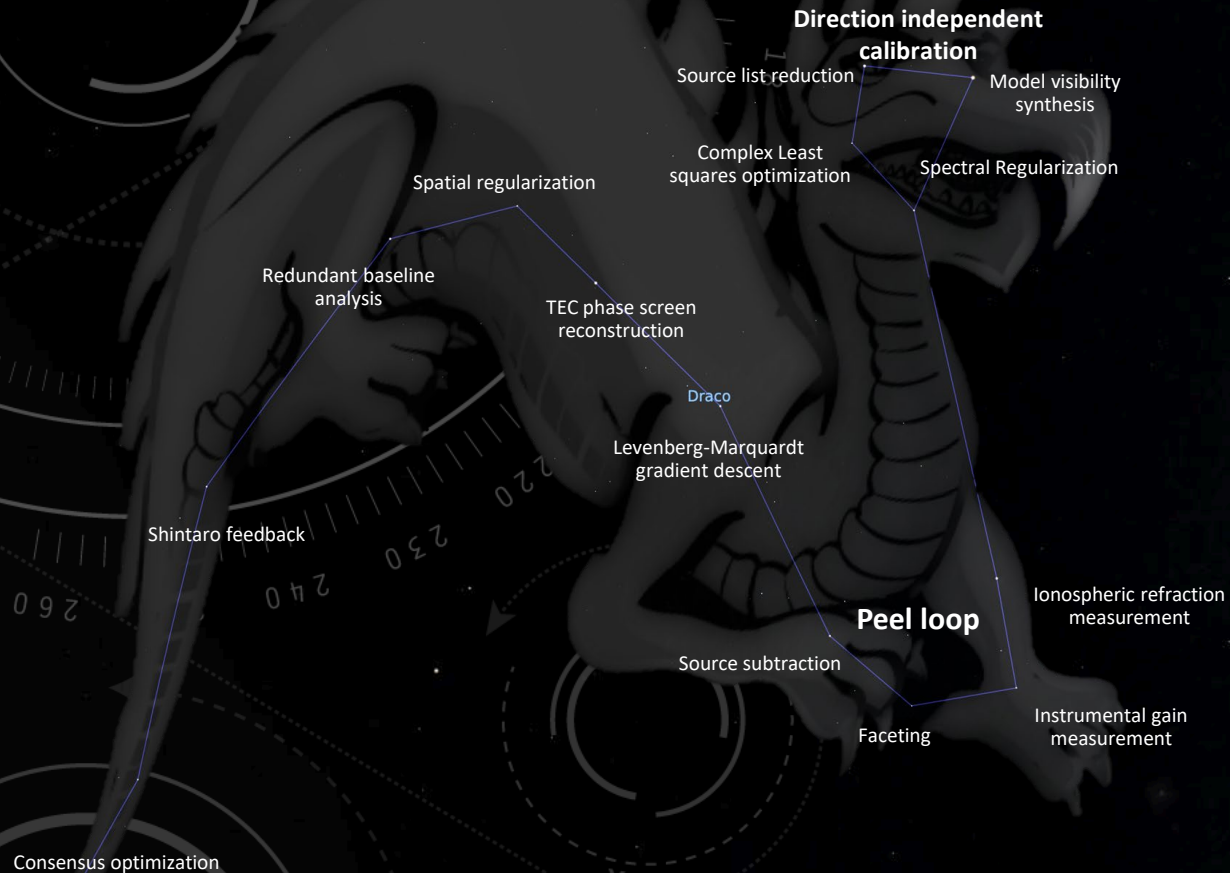 Direction independent
calibration
Source list reduction
Model visibility
synthesis
Complex Least
squares optimization
Spectral Regularization
Spatial regularization
Redundant baseline
analysis
TEC phase screen
reconstruction
Draco
Levenberg-Marquardt
gradient descent
220
230
240
260
Shintaro feedback
Ionospheric refraction
measurement
Peel loop
Source subtraction
Instrumental gain
measurement
Faceting
Consensus optimization